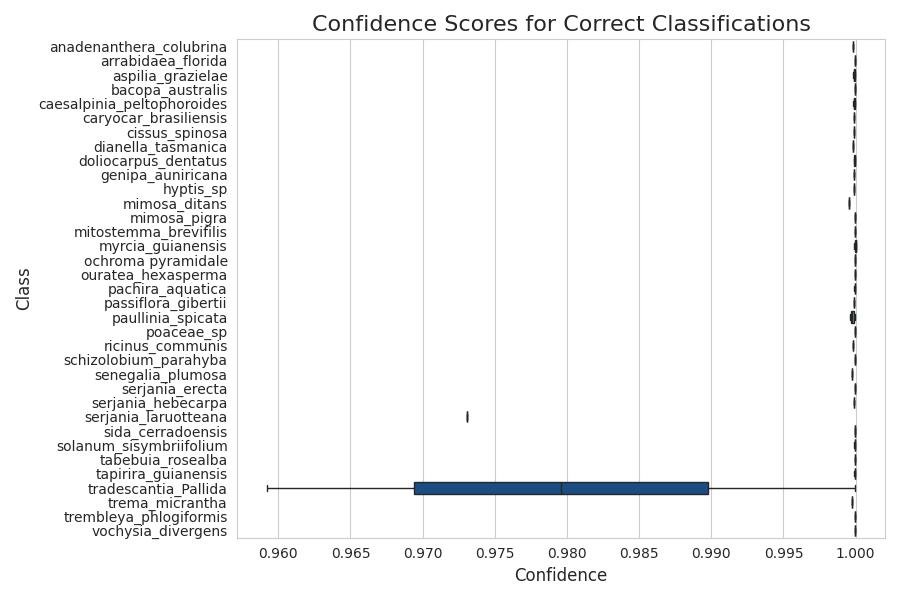 Confidence Scores for Correct Classifications
anadenanthera_colubrina
arrabidaea_florida
aspilia_grazielae
bacopa_australis
caesalpinia_peltophoroides
caryocar_brasiliensis
cissus_spinosa
dianella_tasmanica
doliocarpus_dentatus
genipa_auniricana
hyptis_sp
mimosa_ditans
mimosa_pigra
mitostemma_brevifilis
myrcia_guianensis
ochroma pyramidale
ouratea_hexasperma
pachira_aquatica
passiflora_gibertii
paullinia_spicata
poaceae_sp
ricinus_communis
schizolobium_parahyba
senegalia_plumosa
serjania_erecta
serjania_hebecarpa
serjania_laruotteana
sida_cerradoensis
solanum_sisymbriifolium
tabebuia_rosealba
tapirira_guianensis
tradescantia_Pallida
trema_micrantha
trembleya_phlogiformis
vochysia_divergens
Class
0.960 0.965 0.970 0.975 0.980 0.985 0.990 0.995 1.000
Confidence